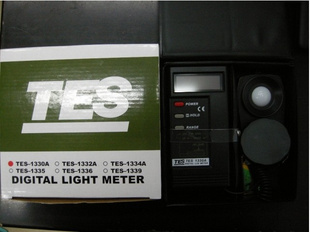 TES
TES-1330A TES-1332A TES-1334A
TES-1335 TES-1336 TES-1339
DIGITAL LIGHT METER
POWER
HOLD
RANGE
TES